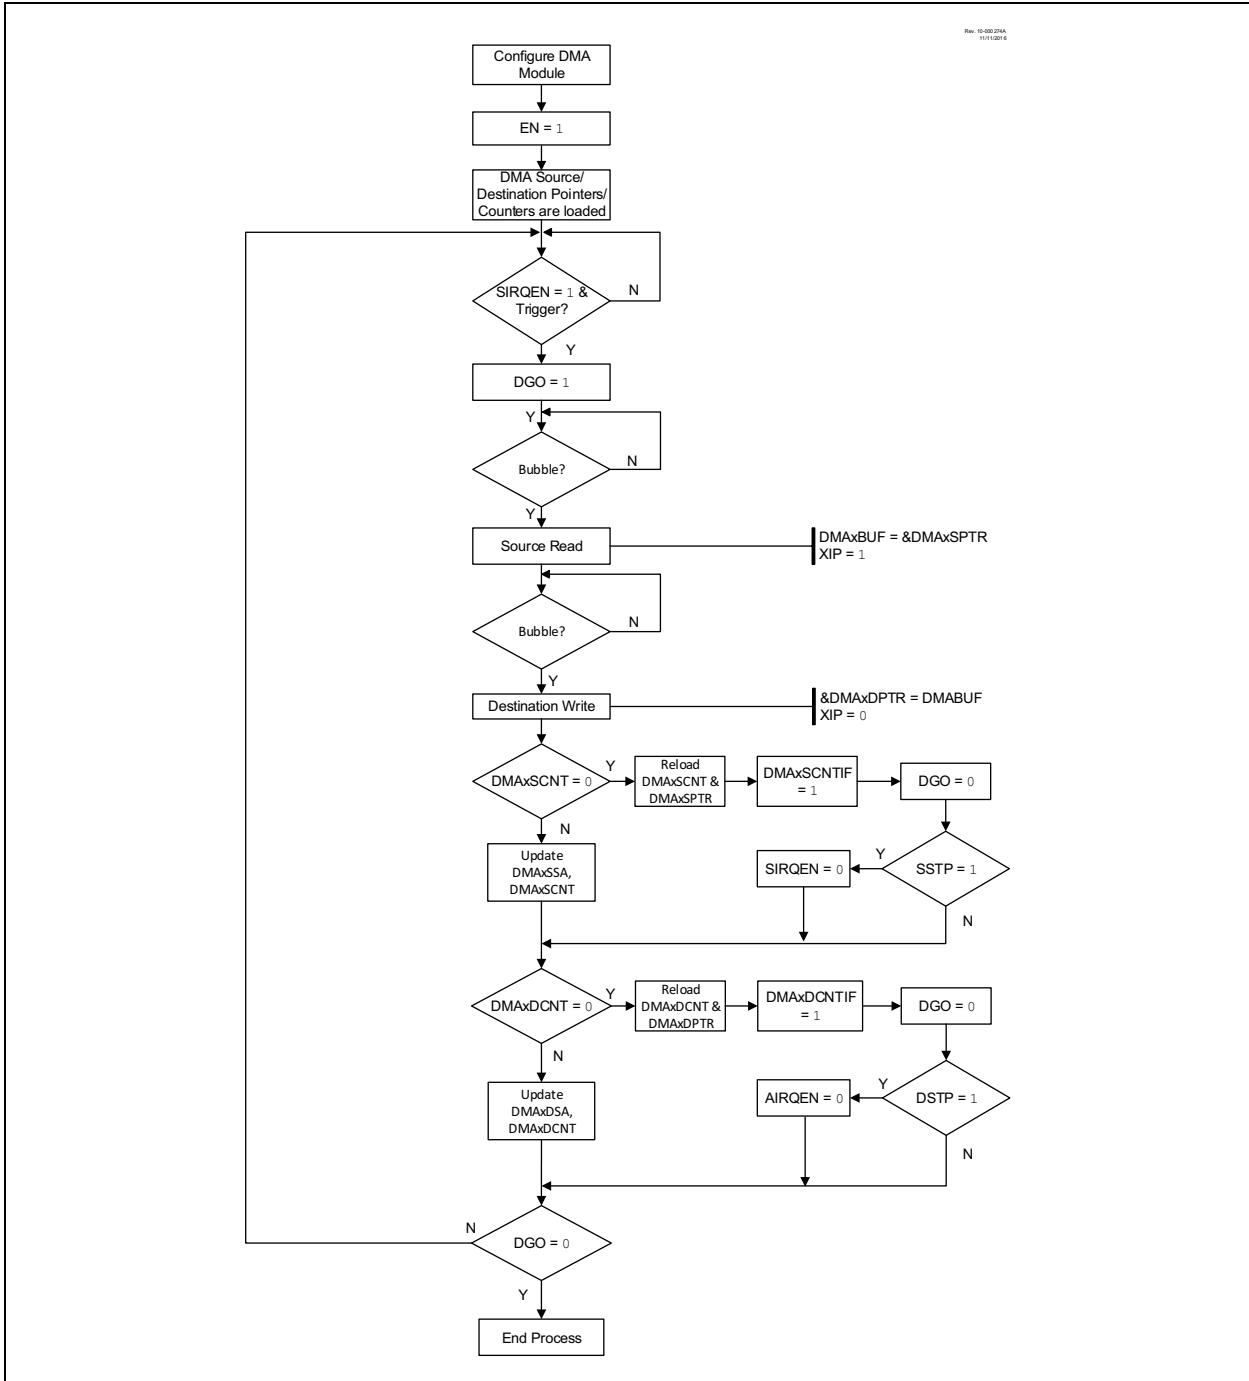 Rev. 10-000 274A
11/11/2016
Configure DMA
Module
EN = 1
DMA Source/
Destination Pointers/
Counters are loaded
SIRQEN = 1 &
Trigger?
N
Y
DGO = 1
Y
Bubble?
N
Y
Source Read
DMAxBUF = &DMAxSPTR
XIP = 1
Bubble?
N
Y
Destination Write
&DMAxDPTR = DMABUF
XIP = 0
DMAxSCNT = 0
Y
Reload
DMAxSCNT &
DMAxSPTR
DMAxSCNTIF
= 1
DGO = 0
N
Update
DMAxSSA,
DMAxSCNT
SIRQEN = 0
Y
SSTP = 1
N
DMAxDCNT = 0
Y
Reload
DMAxDCNT &
DMAxDPTR
DMAxDCNTIF
= 1
DGO = 0
N
Update
DMAxDSA,
DMAxDCNT
AIRQEN = 0
Y
DSTP = 1
N
N
DGO = 0
Y
End Process